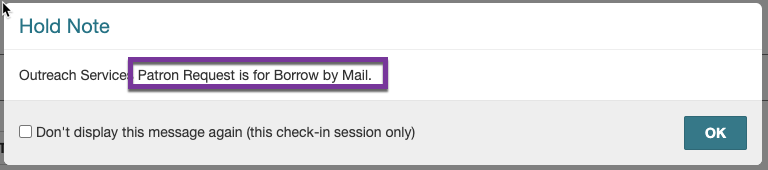 Hold Note
Outreach Services Patron Request is for Borrow by Mail.
Don't display this message again (this check-in session only)
OK